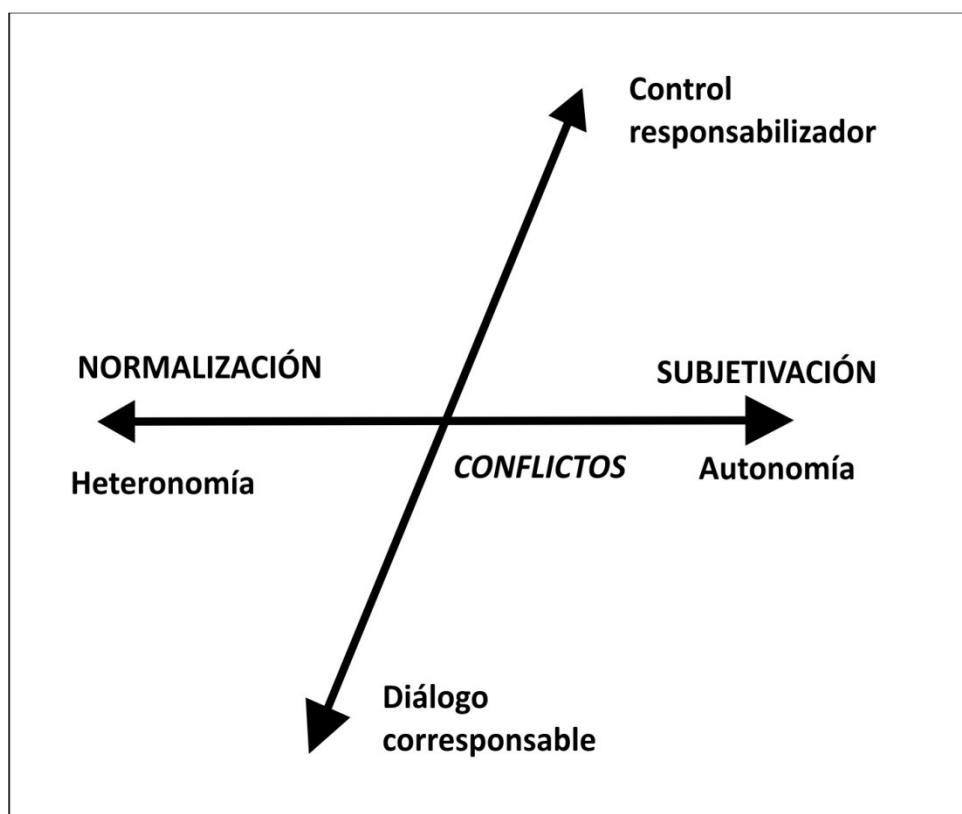 Control
responsabilizador
NORMALIZACIÓN
SUBJETIVACIÓN
Heteronomía
CONFLICTOS
Autonomía
Diálogo
corresponsable